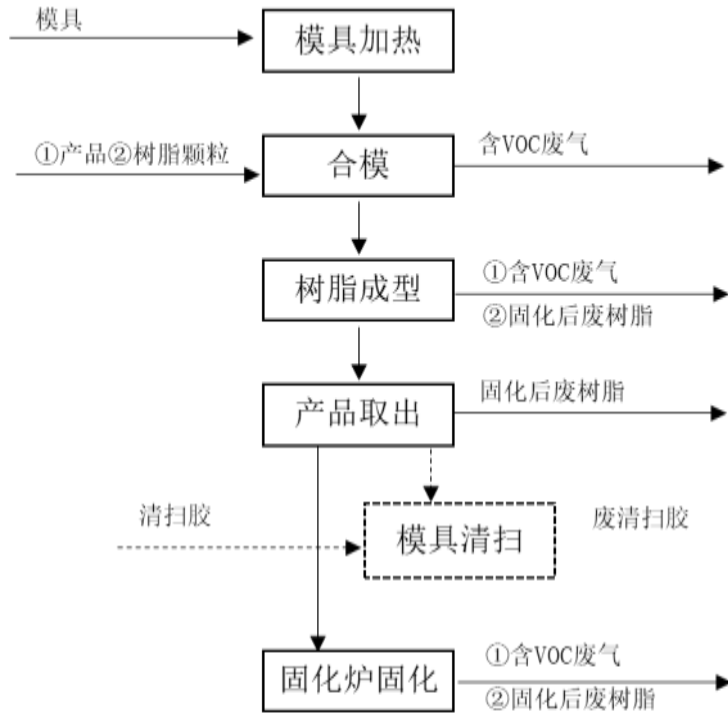 模具
模具加热
①产品②树脂颗粒
合模
含VOC废气
树脂成型
①含VOC废气
②固化后废树脂
产品取出
固化后废树脂
清扫胶
模具清扫
废清扫胶
固化炉固化
①含VOC废气
②固化后废树脂